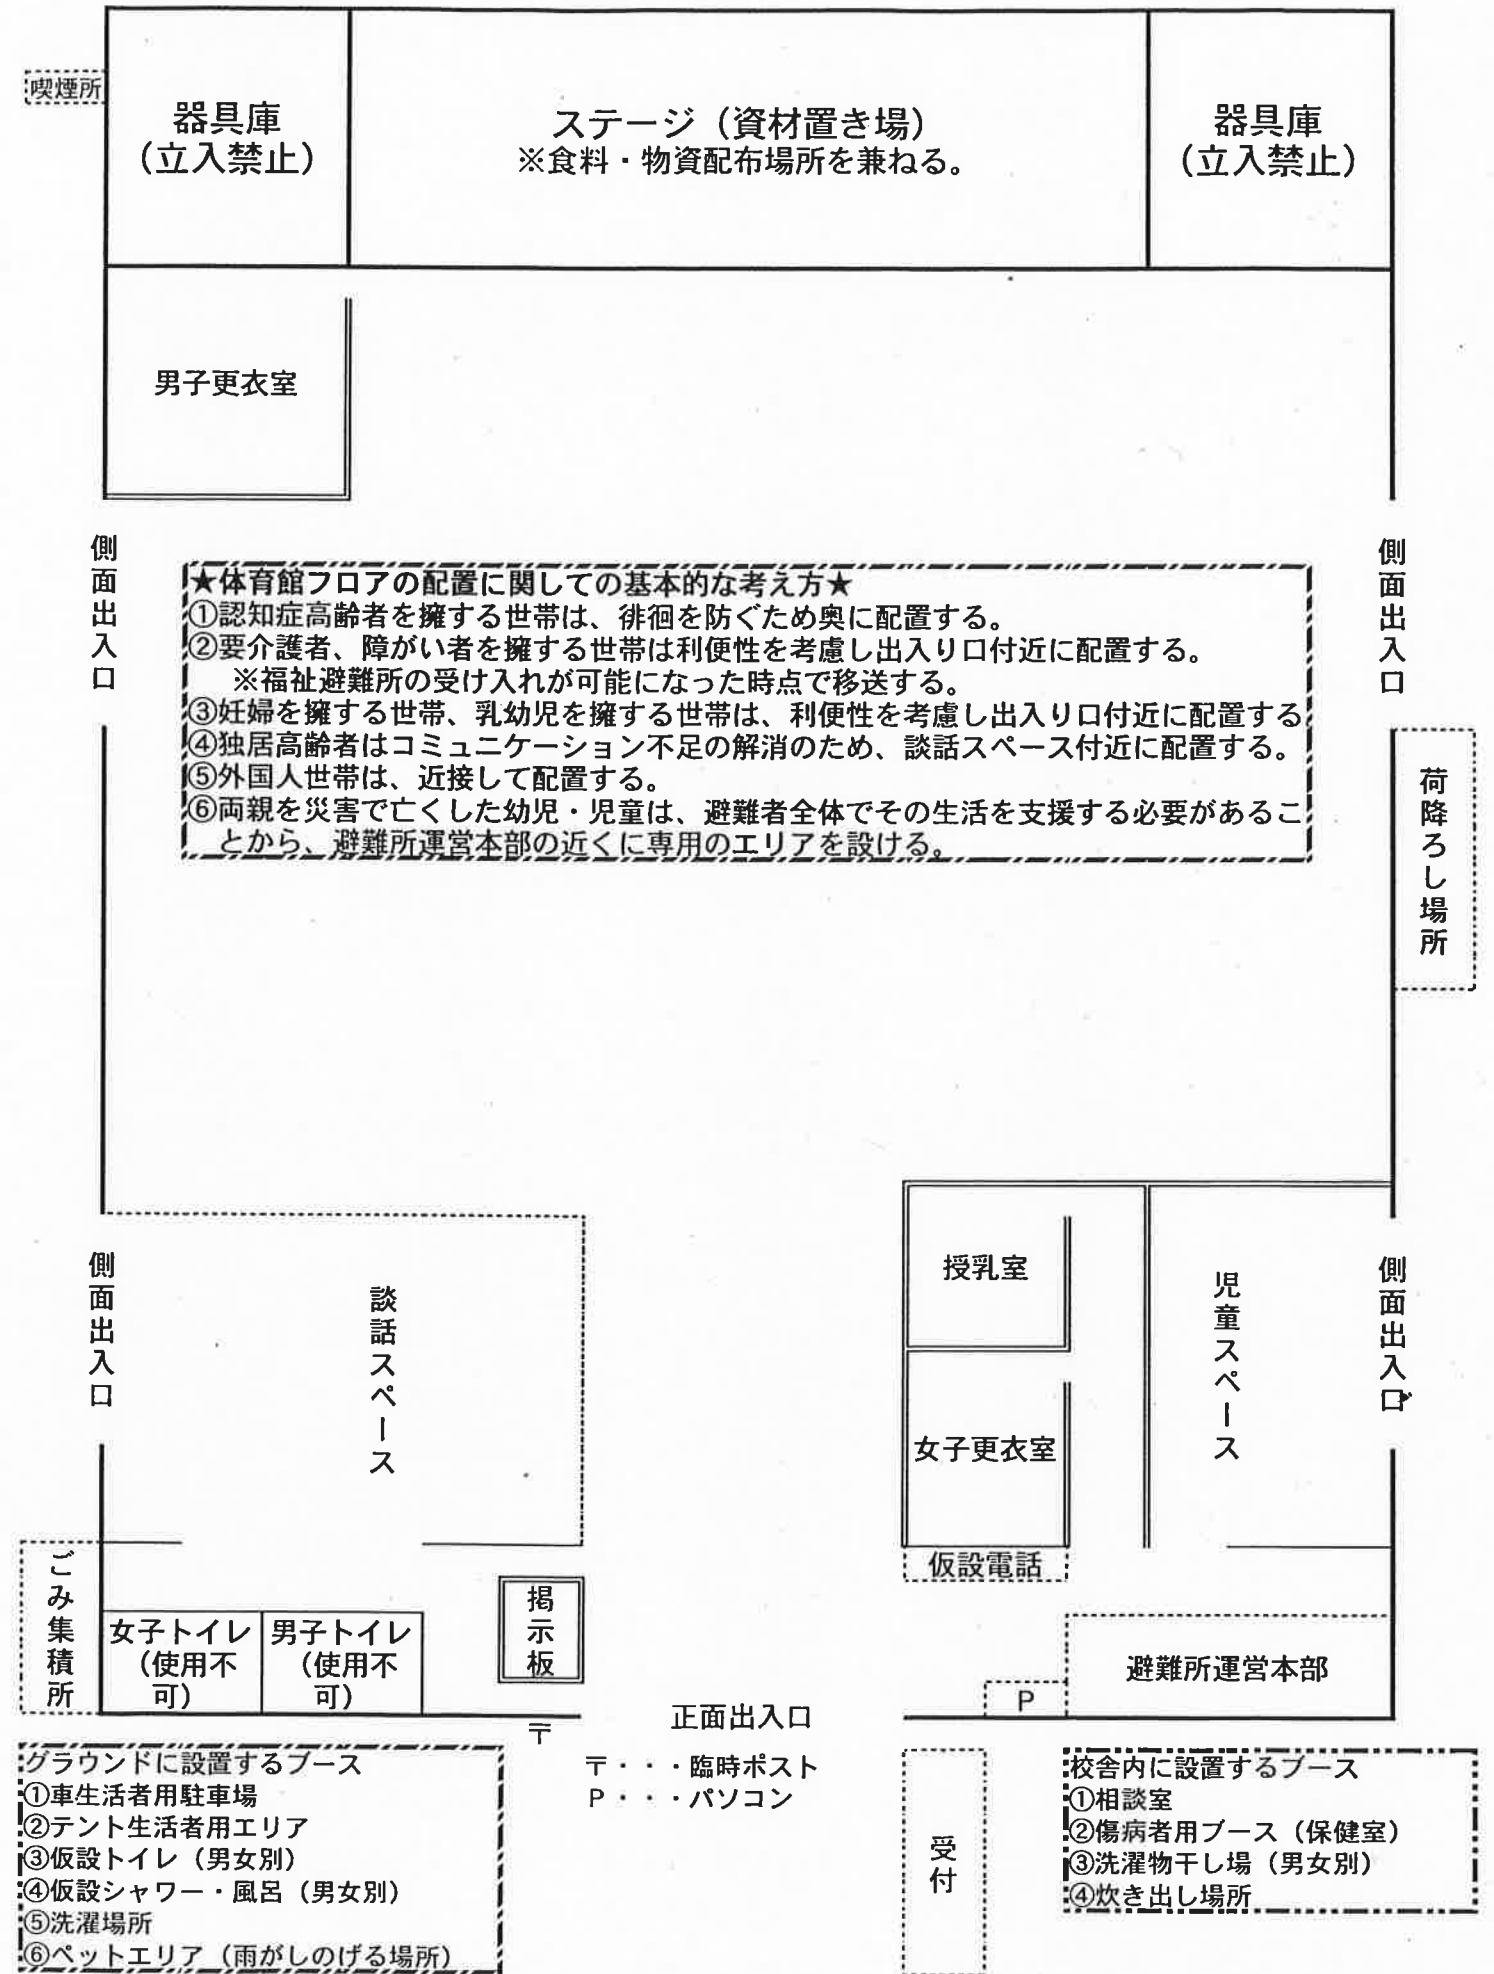 喫煙所
器具庫
（立入禁止）
ステージ（資材置き場）
※食料・物資配布場所を兼ねる。
器具庫
（立入禁止）
男子更衣室
側面出入口
側面出入口
★体育館フロアの配置に関しての基本的な考え方★
①認知症高齢者を擁する世帯は、徘徊を防ぐため奥に配置する。
②要介護者、障がい者を擁する世帯は利便性を考慮し出入り口付近に配置する。
※福祉避難所の受け入れが可能になった時点で移送する。
③妊婦を擁する世帯、乳幼児を擁する世帯は、利便性を考慮し出入り口付近に配置する
④独居高齢者はコミュニケーション不足の解消のため、談話スペース付近に配置する。
⑤外国人世帯は、近接して配置する。
⑥両親を災害で亡くした幼児・児童は、避難者全体でその生活を支援する必要があるこ
とから、避難所運営本部の近くに専用のエリアを設ける。
荷降ろし場所
側面出入口
談話スペース
授乳室
児童スペース
側面出入口
女子更衣室
仮設電話
ごみ集積所
女子トイレ
（使用不
可）
男子トイレ
（使用不
可）
掲示板
避難所運営本部
P
正面出入口
〒
〒・・・臨時ポスト
P・・・パソコン
受付
グラウンドに設置するブース
①車生活者用駐車場
②テント生活者用エリア
③仮設トイレ（男女別）
④仮設シャワー・風呂（男女別）
⑤洗濯場所
⑥ペットエリア（雨がしのげる場所）
校舎内に設置するブース
①相談室
②傷病者用ブース（保健室）
③洗濯物干し場（男女別）
④炊き出し場所